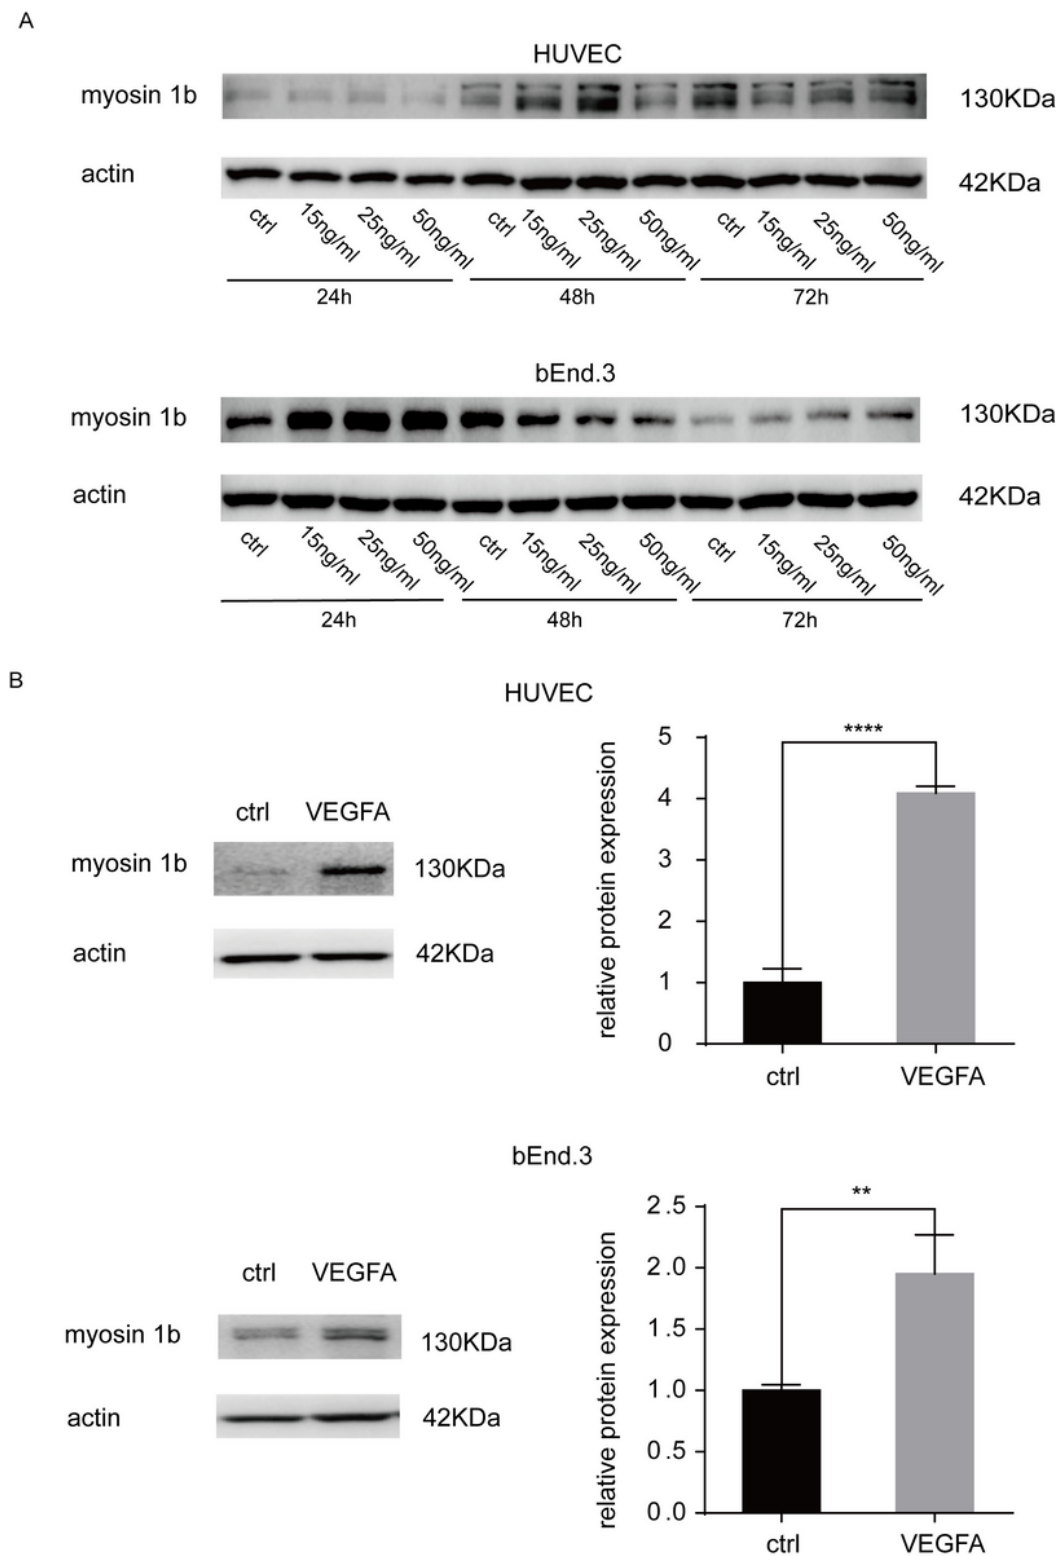 A
HUVEC
myosin 1b
130KDa
actin
42KDa
ctrl 15ng/ml 25ng/ml 50ng/ml ctrl 15ng/ml 25ng/ml 50ng/ml ctrl 15ng/ml 25ng/ml 50ng/ml
24h 48h 72h
bEnd.3
myosin 1b
130KDa
actin
42KDa
ctrl 15ng/ml 25ng/ml 50ng/ml ctrl 15ng/ml 25ng/ml 50ng/ml ctrl 15ng/ml 25ng/ml 50ng/ml
24h 48h 72h
B
HUVEC
ctrl VEGFA
myosin 1b
130KDa
actin
42KDa
relative protein expression
5
4
3
2
1
0
****
ctrl VEGFA
bEnd.3
ctrl VEGFA
myosin 1b
130KDa
actin
42KDa
relative protein expression
2.5
2.0
1.5
1.0
0.5
0.0
**
ctrl VEGFA